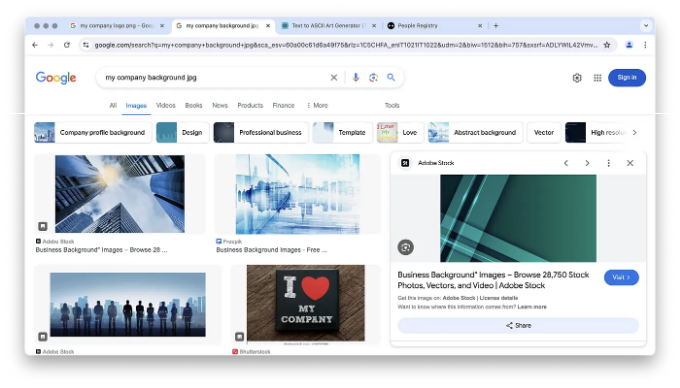 my company logo png – Goo
my company background jpg
Text to ASCII Art Generator (T
People Registry
google.com/search?q=my+company+background+jpg&sca_esv=60a00c61d6a49f75&rlz=1C5CHFA_enIT1021IT1022&udm=2&biw=1512&bih=757&sxsrf=ADLYWIL42Vmv...
Google
my company background jpg
Sign in
All Images Videos Books News Products Finance More Tools
Company profile background
Design
Professional business
Template
Love
Abstract background
Vector
High resolu
Adobe Stock
Business Background" Images – Browse 28 ...
Freepik
Business Background Images - Free ...
I
MY
COMPANY
Adobe Stock
Shutterstock
St Adobe Stock
Business Background" Images – Browse 28,750 Stock
Photos, Vectors, and Video | Adobe Stock
Visit
Get this image on: Adobe Stock | License details
Want to know where this information comes from? Learn more
Share